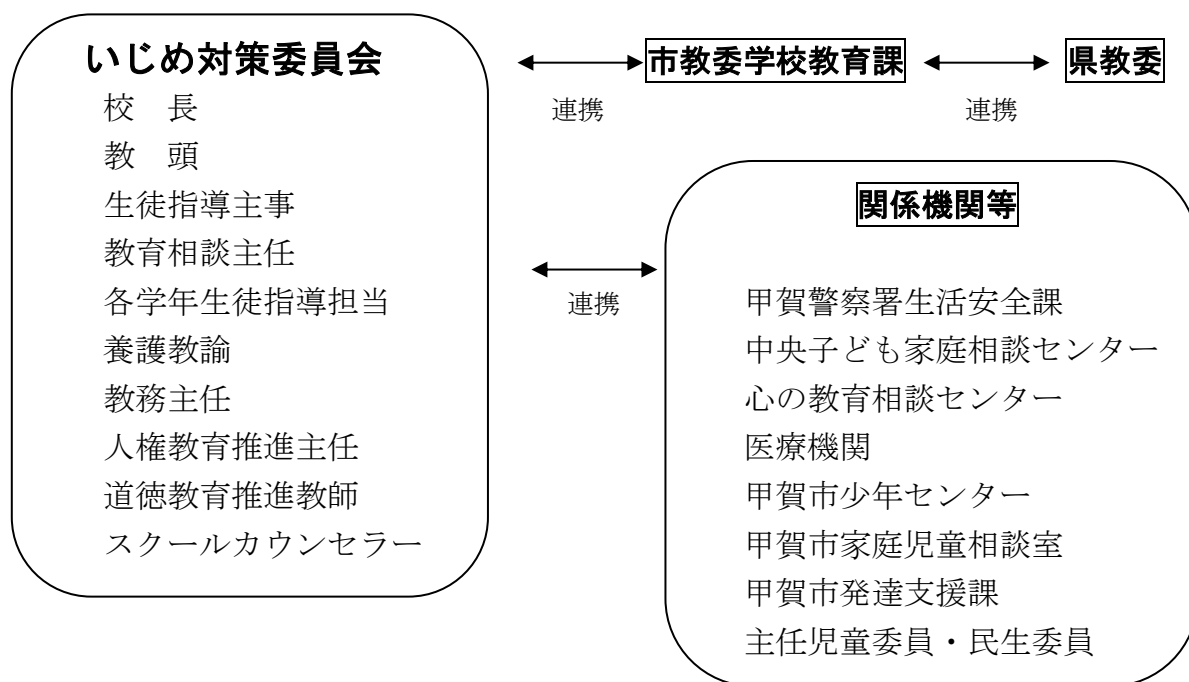 いじめ対策委員会
校　長
教　頭
生徒指導主事
教育相談主任
各学年生徒指導担当
養護教諭
教務主任
人権教育推進主任
道徳教育推進教師
スクールカウンセラー
連携
市教委学校教育課
連携
県教委
連携
関係機関等
甲賀警察署生活安全課
中央子ども家庭相談センター
心の教育相談センター
医療機関
甲賀市少年センター
甲賀市家庭児童相談室
甲賀市発達支援課
主任児童委員・民生委員